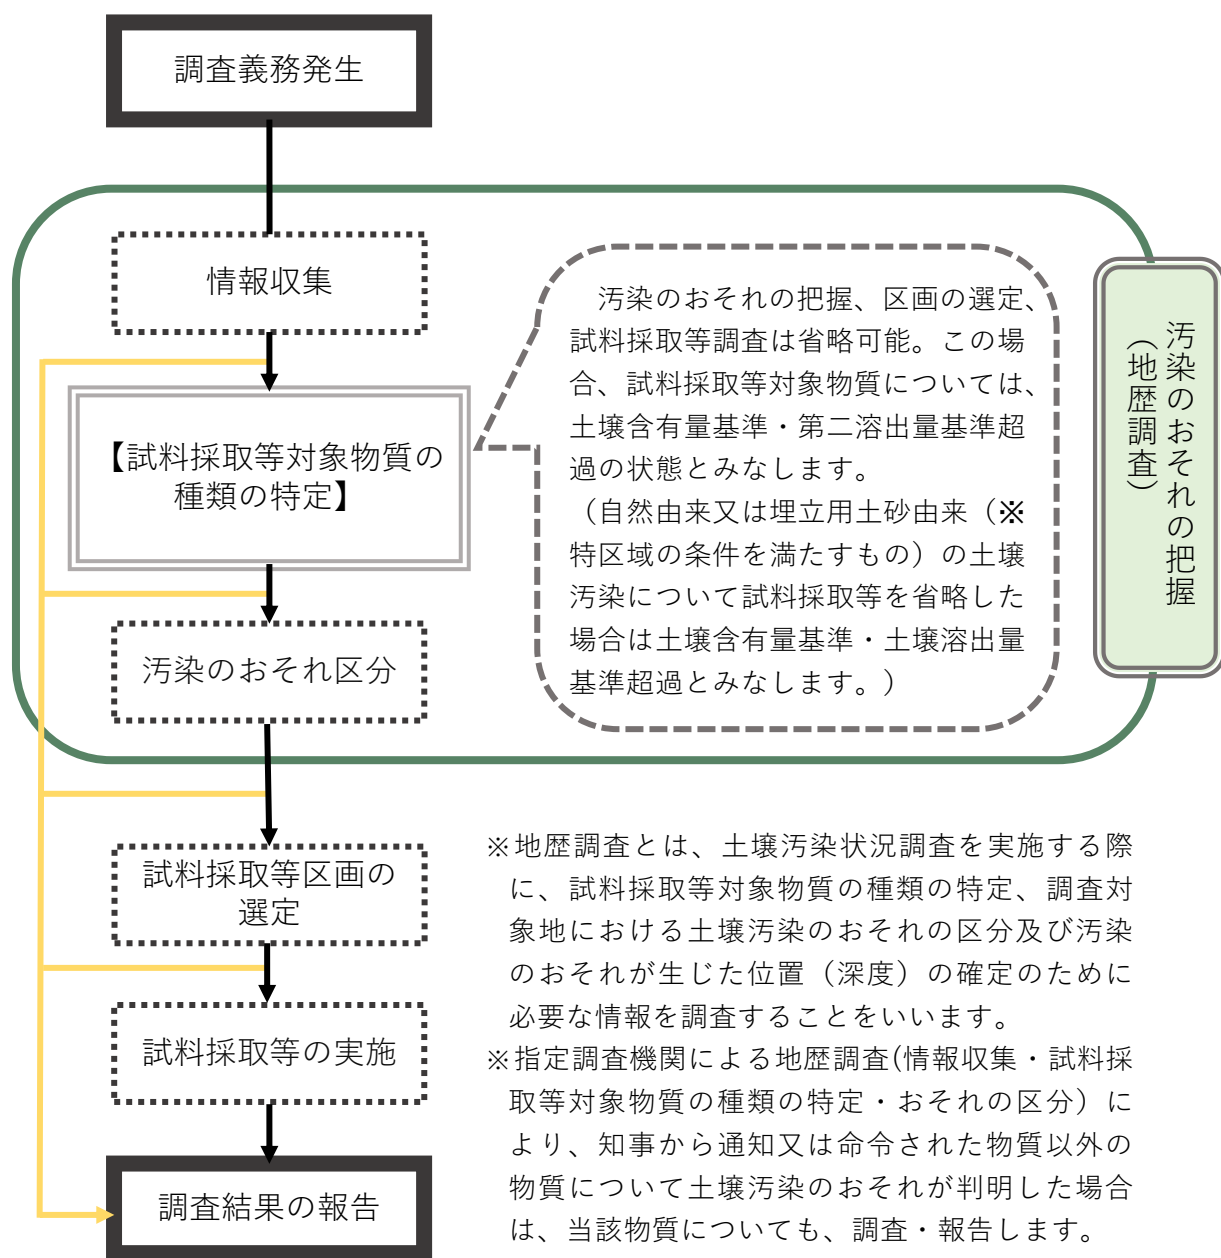 調査義務発生
情報収集
【試料採取等対象物質の
種類の特定】
汚染のおそれ区分
試料採取等区画の
選定
試料採取等の実施
調査結果の報告
汚染のおそれの把握、区画の選定、
試料採取等調査は省略可能。この場
合、試料採取等対象物質については、
土壌含有量基準・第二溶出量基準超
過の状態とみなします。
（自然由来又は埋立用土砂由来（※
特区域の条件を満たすもの）の土壌
汚染について試料採取等を省略した
場合は土壌含有量基準・土壌溶出量
基準超過とみなします。）
汚染のおそれの把握
（地歴調査）
※地歴調査とは、土壌汚染状況調査を実施する際
に、試料採取等対象物質の種類の特定、調査対
象地における土壌汚染のおそれの区分及び汚染
のおそれが生じた位置（深度）の確定のために
必要な情報を調査することをいいます。
※指定調査機関による地歴調査(情報収集・試料採
取等対象物質の種類の特定・おそれの区分）に
より、知事から通知又は命令された物質以外の
物質について土壌汚染のおそれが判明した場合
は、当該物質についても、調査・報告します。